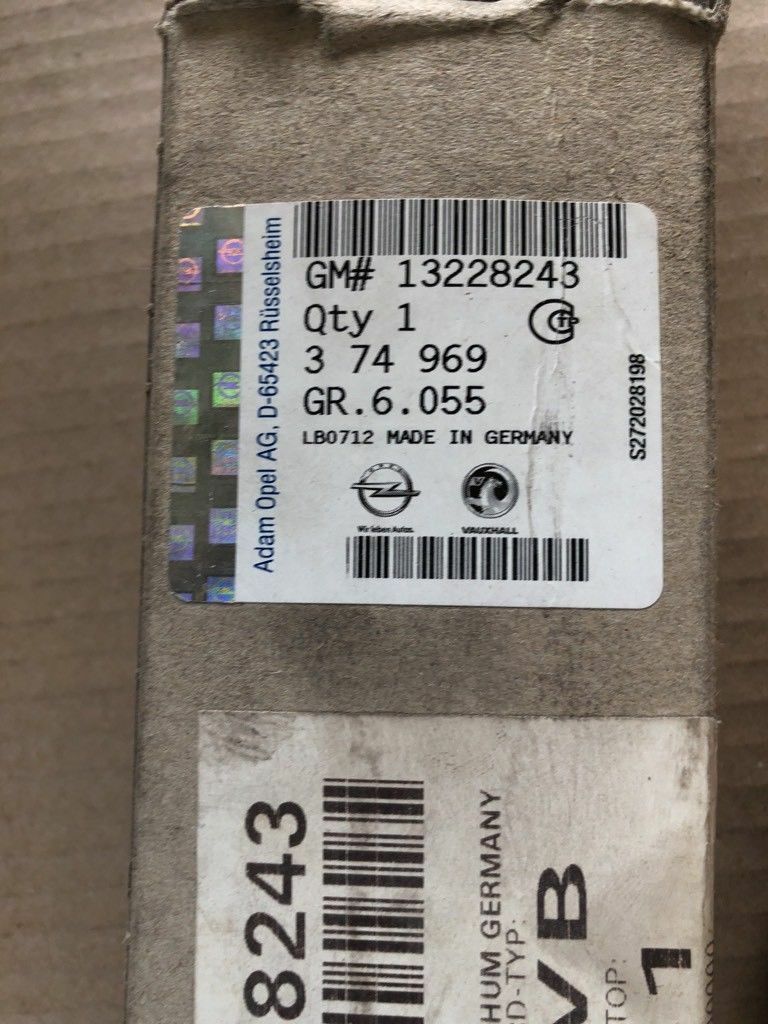 GM# 13228243
Qty 1
3 74 969
GR.6.055
LB0712 MADE IN GERMANY
OPEL
Wir leben Autos.
VAUXHALL
Adam Opel AG, D-65423 Rüsselsheim
S272028198
8243
HUM GERMANY
D-TYP:
VB
TOP:
1